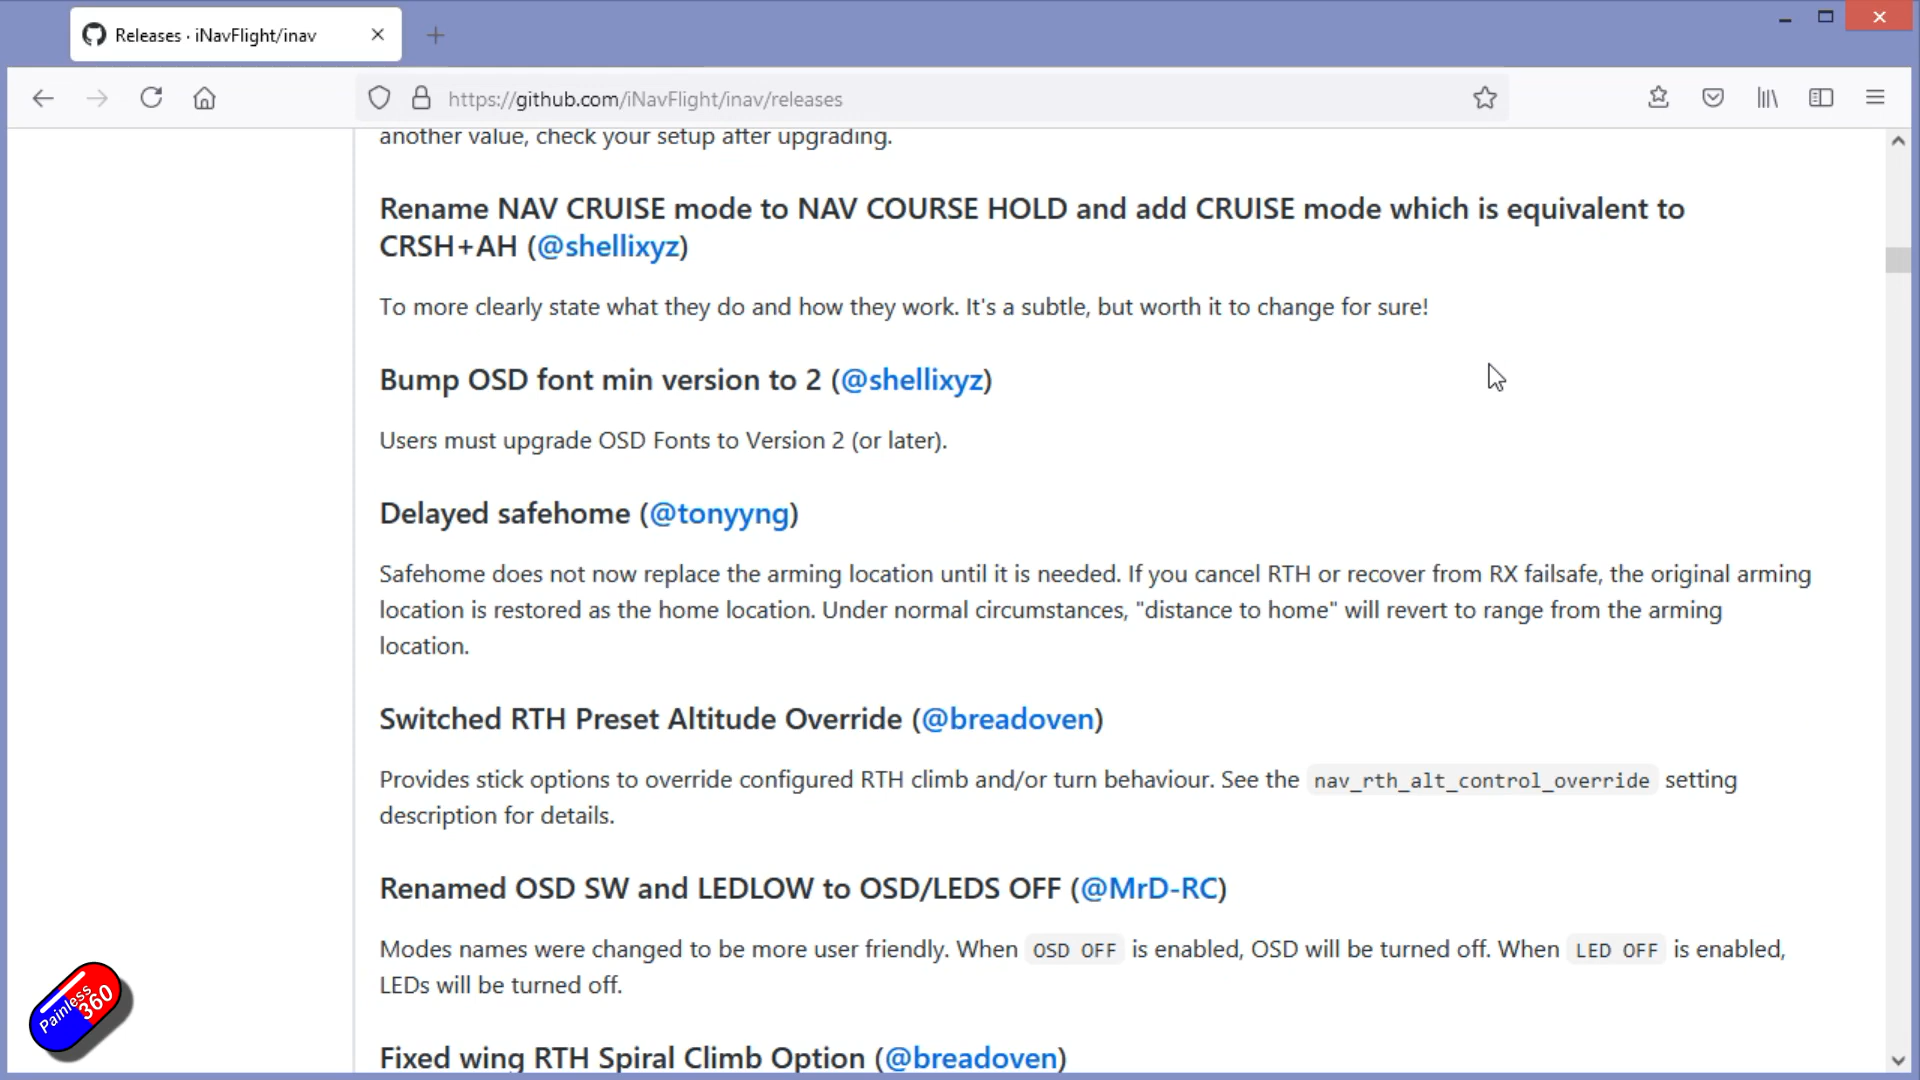 Releases · iNavFlight/inav
https://github.com/iNavFlight/inav/releases
another value, check your setup after upgrading.
Rename NAV CRUISE mode to NAV COURSE HOLD and add CRUISE mode which is equivalent to
CRSH+AH (@shellixyz)
To more clearly state what they do and how they work. It's a subtle, but worth it to change for sure!
Bump OSD font min version to 2 (@shellixyz)
Users must upgrade OSD Fonts to Version 2 (or later).
Delayed safehome (@tonyyng)
Safehome does not now replace the arming location until it is needed. If you cancel RTH or recover from RX failsafe, the original arming
location is restored as the home location. Under normal circumstances, "distance to home" will revert to range from the arming
location.
Switched RTH Preset Altitude Override (@breadoven)
Provides stick options to override configured RTH climb and/or turn behaviour. See the nav_rth_alt_control_override setting
description for details.
Renamed OSD SW and LEDLOW to OSD/LEDS OFF (@MrD-RC)
Modes names were changed to be more user friendly. When OSD OFF is enabled, OSD will be turned off. When LED OFF is enabled,
LEDs will be turned off.
Fixed wing RTH Spiral Climb Option (@breadoven)
Painless
360